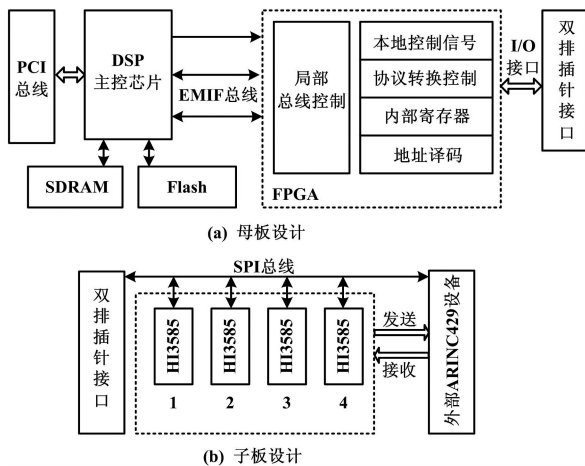 PCI
总线
DSP
主控芯片
EMIF总线
SDRAM
Flash
局部
总线控制
本地控制信号
协议转换控制
内部寄存器
地址译码
FPGA
I/O
接口
双排插针接口
(a) 母板设计
双排插针接口
SPI总线
HI3585
HI3585
HI3585
HI3585
1
2
3
4
发送
接收
外部ARINC429设备
(b) 子板设计